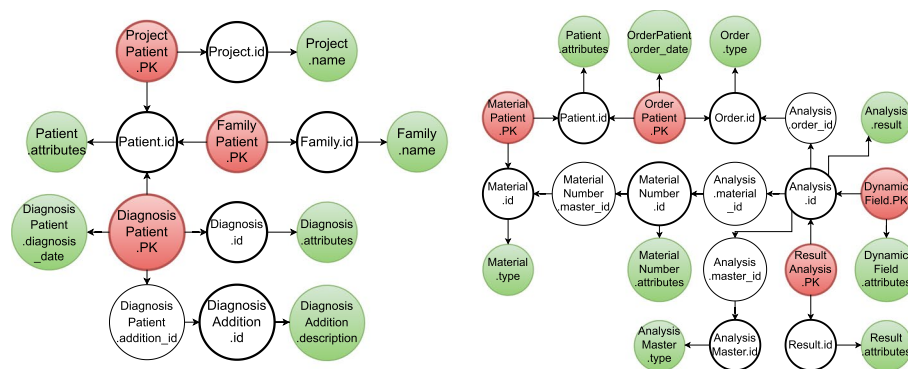 Project
Patient
.PK
Project.id
Project
.name
Patient
.attributes
Patient.id
Family
Patient
.PK
Family.id
Family
.name
Diagnosis
Patient
.diagnosis
_date
Diagnosis
Patient
.PK
Diagnosis
.id
Diagnosis
.attributes
Diagnosis
Patient
.addition_id
Diagnosis
Addition
.id
Diagnosis
Addition
.description
Patient
.attributes
OrderPatient
.order_date
Order
.type
Material
Patient
.PK
Patient.id
Order
Patient
.PK
Order.id
Analysis
.order_id
Analysis
.result
Material
.id
Material
Number
.master_id
Material
Number
.id
Analysis
.material
_id
Analysis
.id
Dynamic
Field.PK
Material
.type
Material
Number
.attributes
Analysis
.master_id
Result
Analysis
.PK
Dynamic
Field
.attributes
Analysis
Master
.type
Analysis
Master.id
Result.id
Result
.attributes